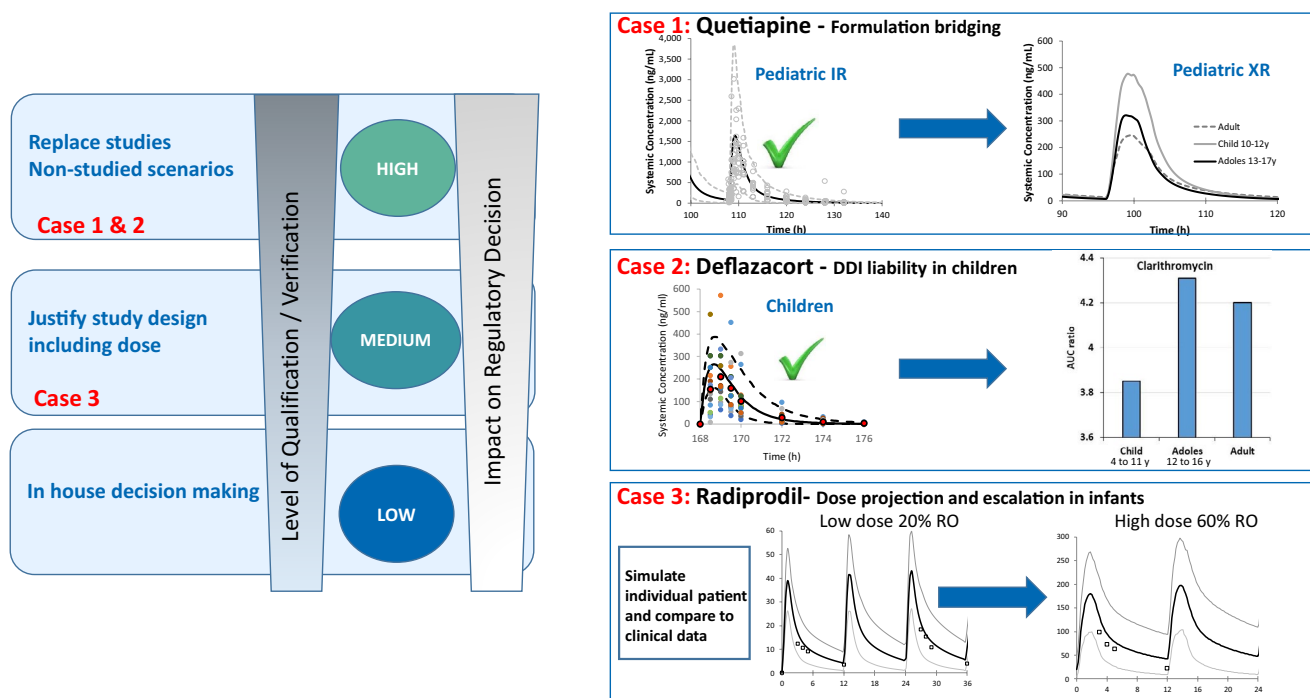 Replace studies
Non-studied scenarios
Case 1 & 2
HIGH
Justify study design
including dose
Case 3
MEDIUM
In house decision making
LOW
Level of Qualification / Verification
Impact on Regulatory Decision
Case 1: Quetiapine - Formulation bridging
Pediatric IR
Systemic Concentration (ng/mL)
4,000
3,500
3,000
2,500
2,000
1,500
1,000
500
0
100 110 120 130 140
Time (h)
Pediatric XR
Systemic Concentration (ng/mL)
600
500
400
300
200
100
0
90 100 110 120
Time (h)
Adult
Child 10-12y
Adoles 13-17y
Case 2: Deflazacort - DDI liability in children
Children
Systemic Concentration (ng/ml)
600
500
400
300
200
100
0
168 170 172 174 176
Time (h)
Clarithromycin
AUC ratio
4.4
4.2
4
3.8
3.6
Child Adoles Adult
4 to 11 y 12 to 16 y
Case 3: Radiprodil- Dose projection and escalation in infants
Simulate
individual patient
and compare to
clinical data
Low dose 20% RO
60
50
40
30
20
10
0
0 6 12 18 24 30 36
High dose 60% RO
300
250
200
150
100
50
0
0 4 8 12 16 20 24